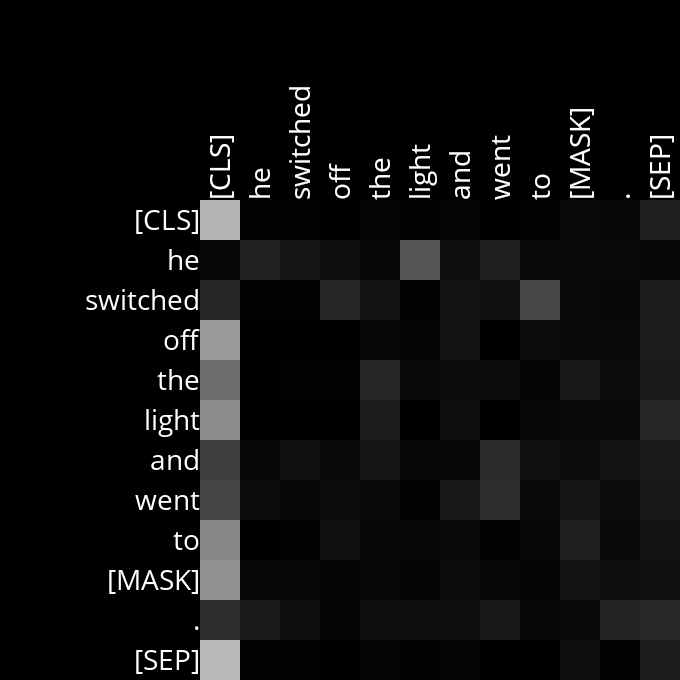 [CLS] he switched off the light and went to [MASK] . [SEP]
[CLS]
he
switched
off
the
light
and
went
to
[MASK]
.
[SEP]